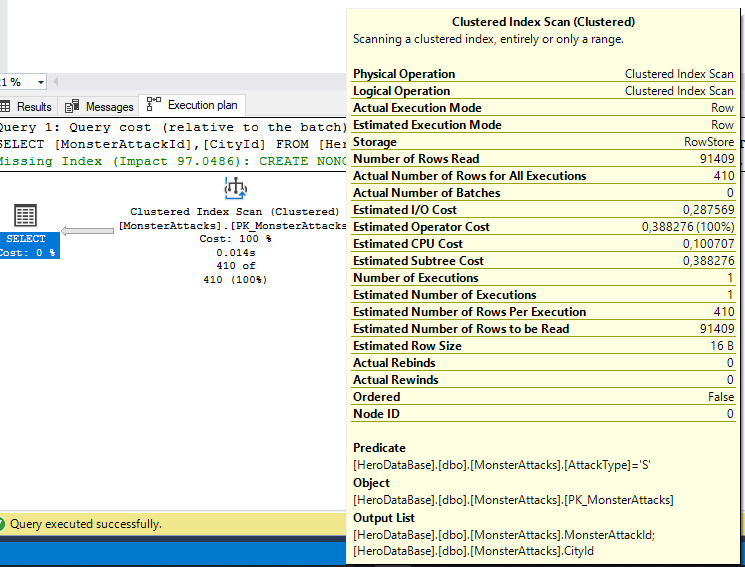 1 %
Results Messages Execution plan
Query 1: Query cost (relative to the batch)
SELECT [MonsterAttackId],[CityId] FROM
Missing Index (Impact 97.0486): CREATE
SELECT
Cost: 0 %
Clustered Index Scan (Clustered)
[MonsterAttacks].[PK_MonsterAttacks
Cost: 100 %
0.014s
410 of
410 (100%)
Query executed successfully.
Clustered Index Scan (Clustered)
Scanning a clustered index, entirely or only a range.
Physical Operation Clustered Index Scan
Logical Operation Clustered Index Scan
Actual Execution Mode Row
Estimated Execution Mode Row
Storage RowStore
Number of Rows Read 91409
Actual Number of Rows for All Executions 410
Actual Number of Batches 0
Estimated I/O Cost 0,287569
Estimated Operator Cost 0,388276 (100%)
Estimated CPU Cost 0,100707
Estimated Subtree Cost 0,388276
Number of Executions 1
Estimated Number of Executions 1
Estimated Number of Rows Per Execution 410
Estimated Number of Rows to be Read 91409
Estimated Row Size 16 B
Actual Rebinds 0
Actual Rewinds 0
Ordered False
Node ID 0
Predicate
[HeroDataBase].[dbo].[MonsterAttacks].[AttackType]='S'
Object
[HeroDataBase].[dbo].[MonsterAttacks].[PK_MonsterAttacks]
Output List
[HeroDataBase].[dbo].[MonsterAttacks].MonsterAttackId;
[HeroDataBase].[dbo].[MonsterAttacks].CityId